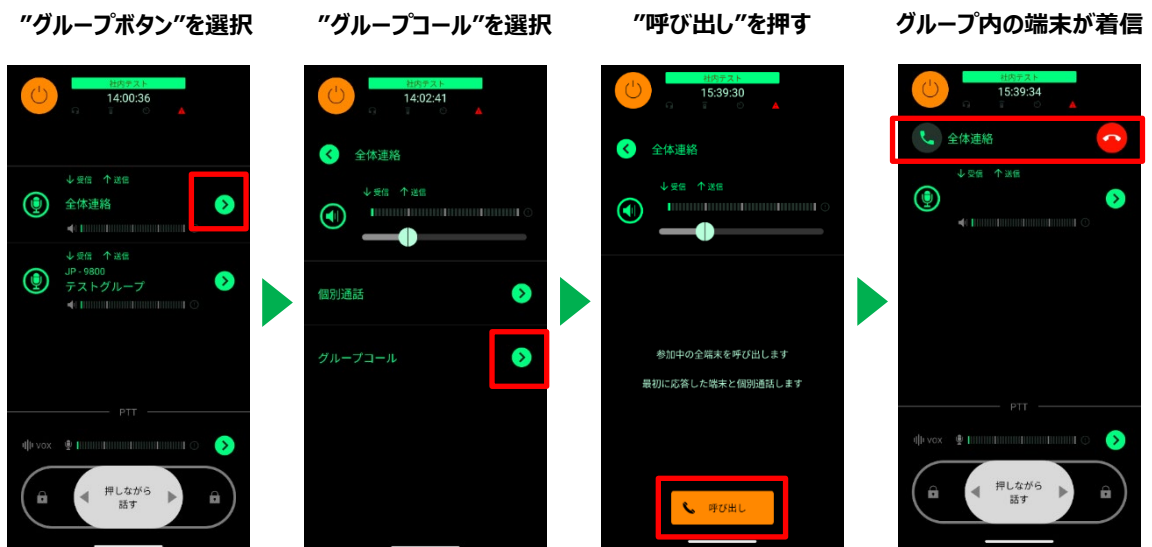 ”グループボタン”を選択
”グループコール”を選択
”呼び出し”を押す
グループ内の端末が着信
社内テスト
14:00:36
↓受信 ↑送信
全体連絡
↓受信 ↑送信
JP - 9800
テストグループ
PTT
VOX
押しながら
話す
社内テスト
14:02:41
全体連絡
↓受信 ↑送信
個別通話
グループコール
社内テスト
15:39:30
全体連絡
↓受信 ↑送信
参加中の全端末を呼び出します
最初に応答した端末と個別通話します
呼び出し
社内テスト
15:39:34
全体連絡
↓受信 ↑送信
PTT
VOX
押しながら
話す